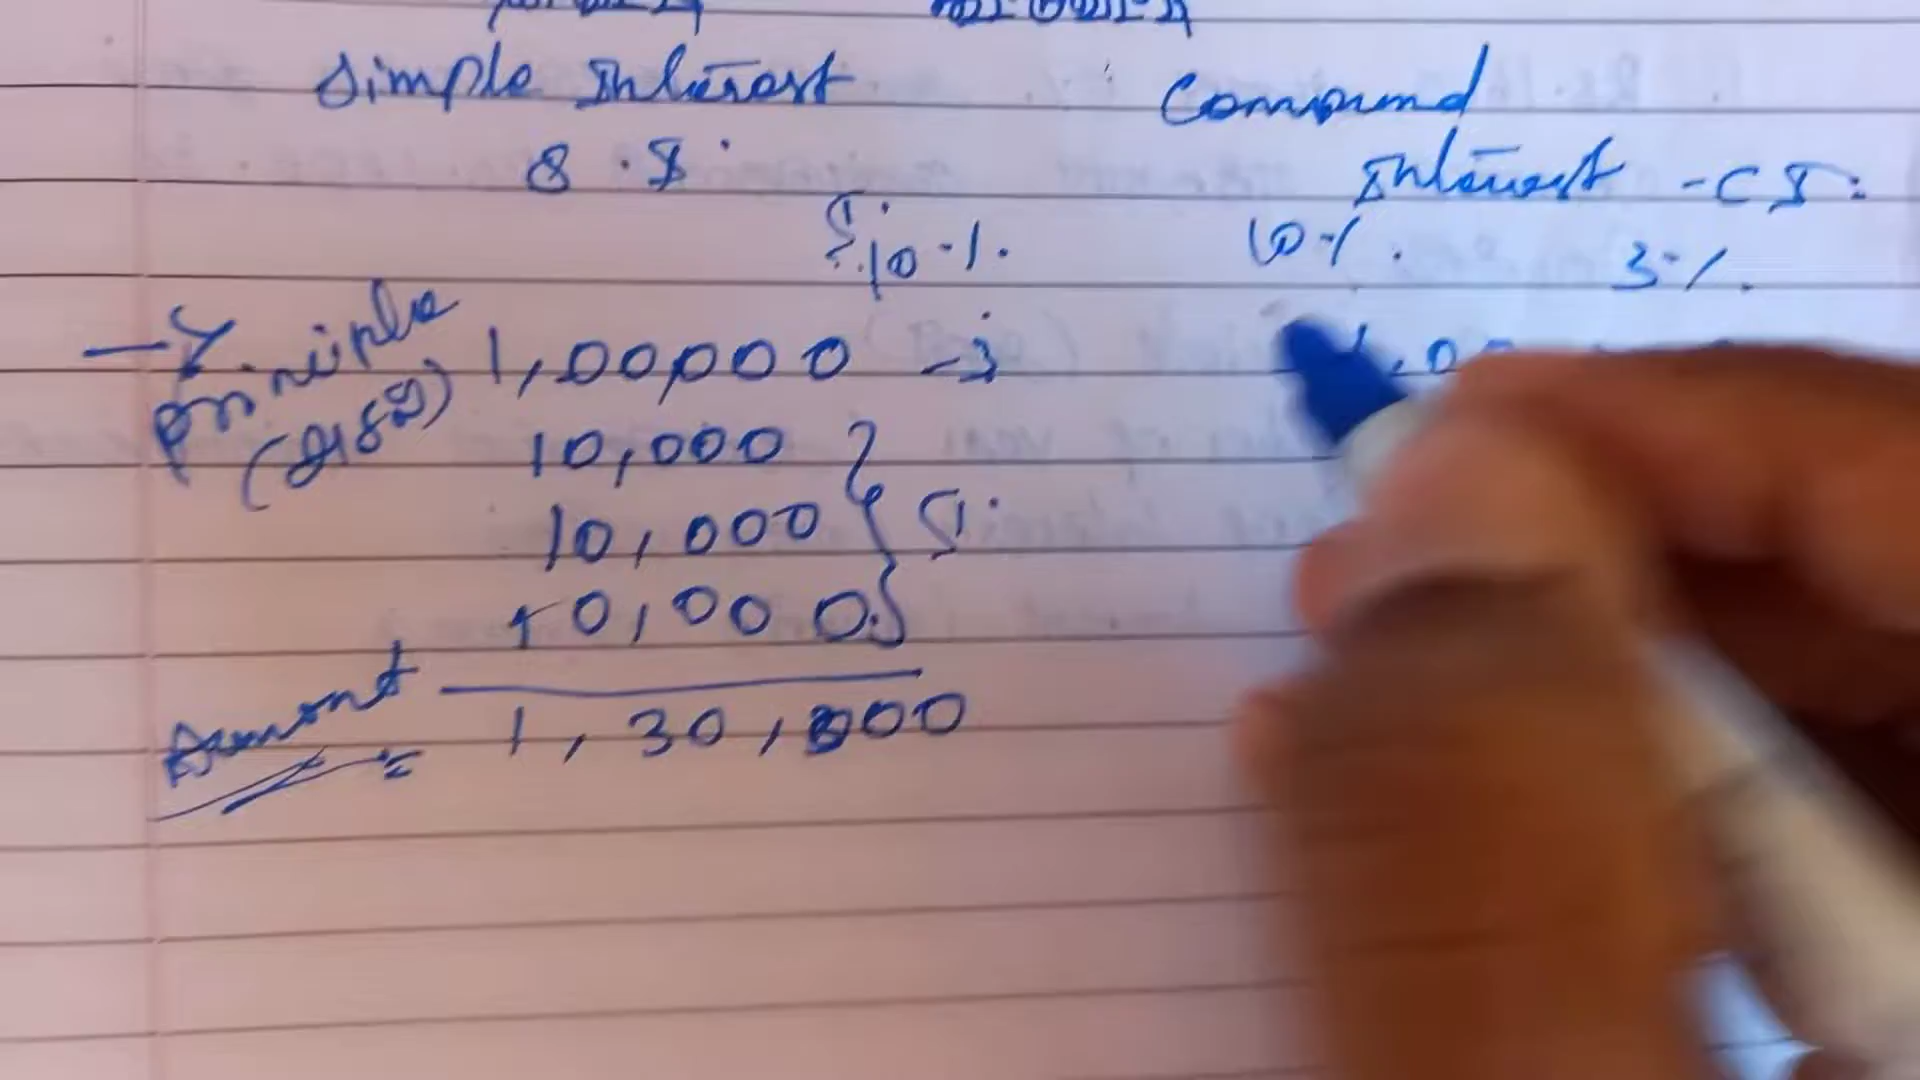 Simple Interest
S.I.
10%.
principle
1,00,000 - 3
10,000
10,000
10,000
Amount = 1,30,000
Compound
Interest - CI:
10%.
3%.